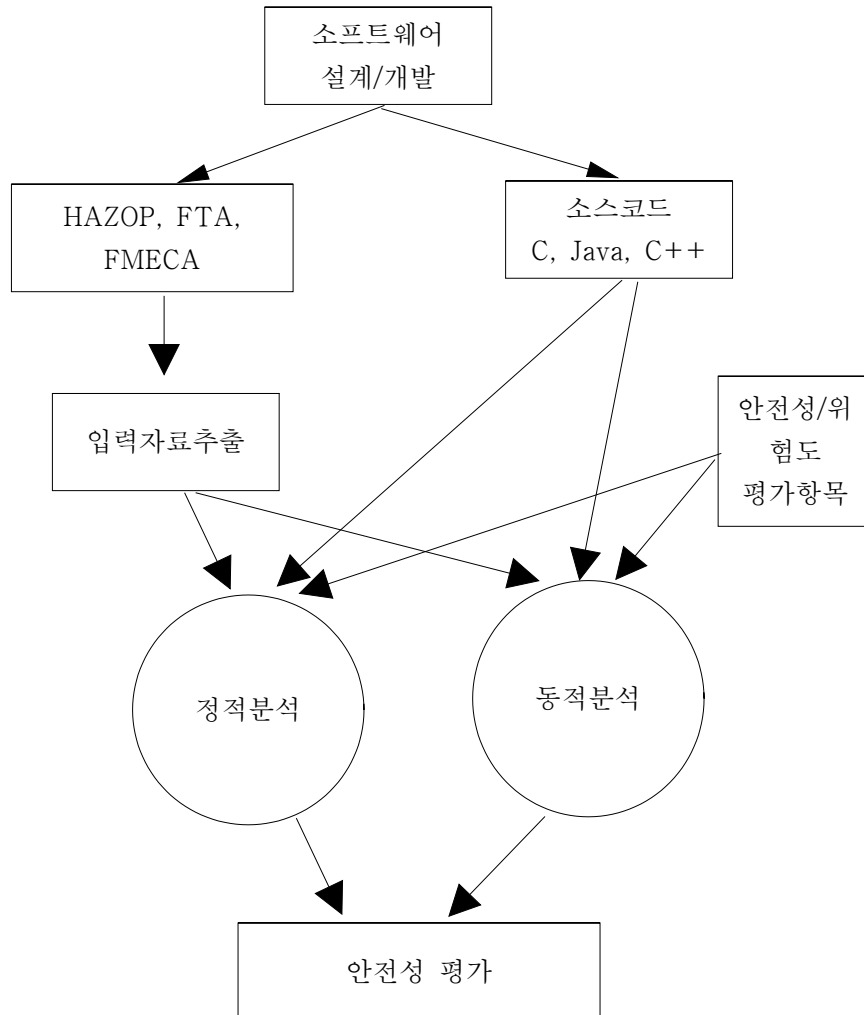 소프트웨어
설계/개발
HAZOP, FTA,
FMECA
소스코드
C, Java, C++
입력자료추출
안전성/위
험도
평가항목
정적분석
동적분석
안전성 평가